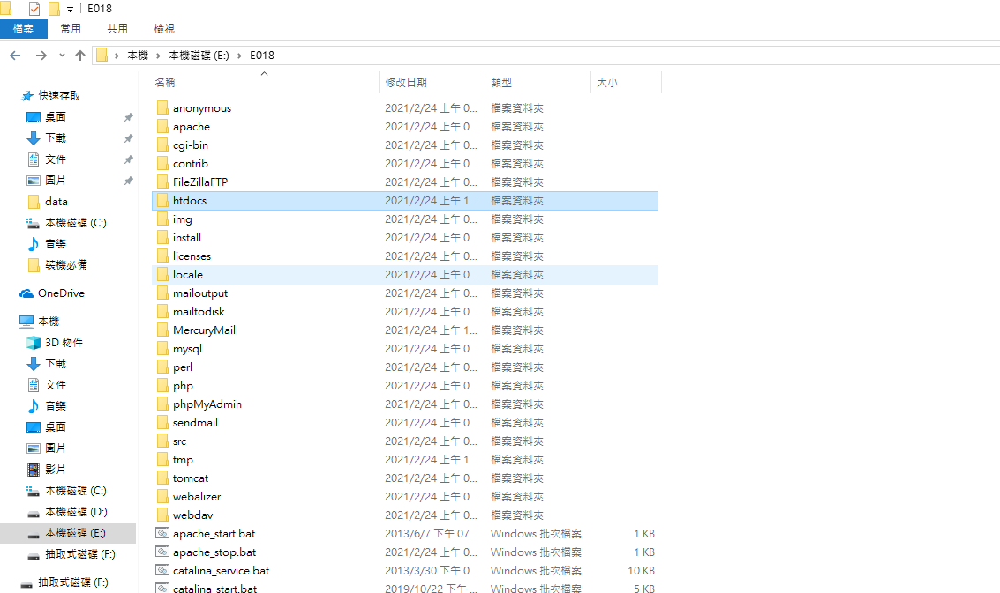 E018
檔案 常用 共用 檢視
本機 本機磁碟 (E:) E018
名稱 修改日期 類型 大小
快速存取
桌面
下載
文件
圖片
data
本機磁碟 (C:)
音樂
裝機必備
OneDrive
本機
3D 物件
下載
文件
音樂
桌面
圖片
影片
本機磁碟 (C:)
本機磁碟 (D:)
本機磁碟 (E:)
抽取式磁碟 (F:)
抽取式磁碟 (F:)
anonymous 2021/2/24 上午 0... 檔案資料夾
apache 2021/2/24 上午 0... 檔案資料夾
cgi-bin 2021/2/24 上午 0... 檔案資料夾
contrib 2021/2/24 上午 0... 檔案資料夾
FileZillaFTP 2021/2/24 上午 0... 檔案資料夾
htdocs 2021/2/24 上午 1... 檔案資料夾
img 2021/2/24 上午 0... 檔案資料夾
install 2021/2/24 上午 0... 檔案資料夾
licenses 2021/2/24 上午 0... 檔案資料夾
locale 2021/2/24 上午 0... 檔案資料夾
mailoutput 2021/2/24 上午 0... 檔案資料夾
mailtodisk 2021/2/24 上午 0... 檔案資料夾
MercuryMail 2021/2/24 上午 1... 檔案資料夾
mysql 2021/2/24 上午 0... 檔案資料夾
perl 2021/2/24 上午 0... 檔案資料夾
php 2021/2/24 上午 0... 檔案資料夾
phpMyAdmin 2021/2/24 上午 0... 檔案資料夾
sendmail 2021/2/24 上午 0... 檔案資料夾
src 2021/2/24 上午 0... 檔案資料夾
tmp 2021/2/24 上午 1... 檔案資料夾
tomcat 2021/2/24 上午 0... 檔案資料夾
webalizer 2021/2/24 上午 0... 檔案資料夾
webdav 2021/2/24 上午 0... 檔案資料夾
apache_start.bat 2013/6/7 下午 07... Windows 批次檔案 1 KB
apache_stop.bat 2021/2/24 上午 0... Windows 批次檔案 1 KB
catalina_service.bat 2013/3/30 下午 0... Windows 批次檔案 10 KB
catalina_start.bat 2019/10/22 下午 ... Windows 批次檔案 5 KB